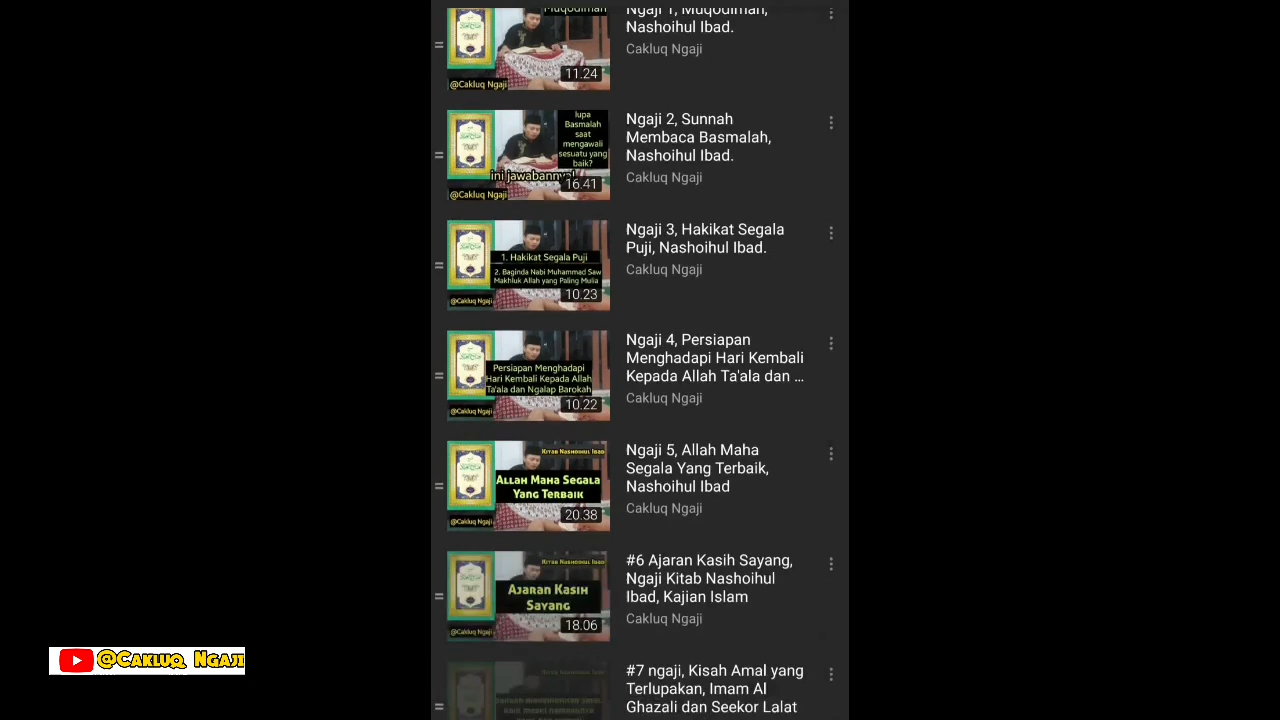 Muqodimah
11.24
@Cakluq Ngaji
Ngaji 1, Muqodimah,
Nashoihul Ibad.
Cakluq Ngaji
lupa
Basmalah
saat
mengawali
sesuatu yang
baik?
ini jawabannya!
16.41
@Cakluq Ngaji
Ngaji 2, Sunnah
Membaca Basmalah,
Nashoihul Ibad.
Cakluq Ngaji
1. Hakikat Segala Puji
2. Baginda Nabi Muhammad Saw
Makhluk Allah yang Paling Mulia
10.23
@Cakluq Ngaji
Ngaji 3, Hakikat Segala
Puji, Nashoihul Ibad.
Cakluq Ngaji
Persiapan Menghadapi
Hari Kembali Kepada Allah
Ta'ala dan Ngalap Barokah
10.22
@Cakluq Ngaji
Ngaji 4, Persiapan
Menghadapi Hari Kembali
Kepada Allah Ta'ala dan ...
Cakluq Ngaji
Kitab Nashoihul Ibad
Allah Maha Segala
Yang Terbaik
20.38
@Cakluq Ngaji
Ngaji 5, Allah Maha
Segala Yang Terbaik,
Nashoihul Ibad
Cakluq Ngaji
Kitab Nashoihul Ibad
Ajaran Kasih
Sayang
18.06
@Cakluq Ngaji
#6 Ajaran Kasih Sayang,
Ngaji Kitab Nashoihul
Ibad, Kajian Islam
Cakluq Ngaji
#7 ngaji, Kisah Amal yang
Terlupakan, Imam Al
Ghazali dan Seekor Lalat
@Cakluq Ngaji